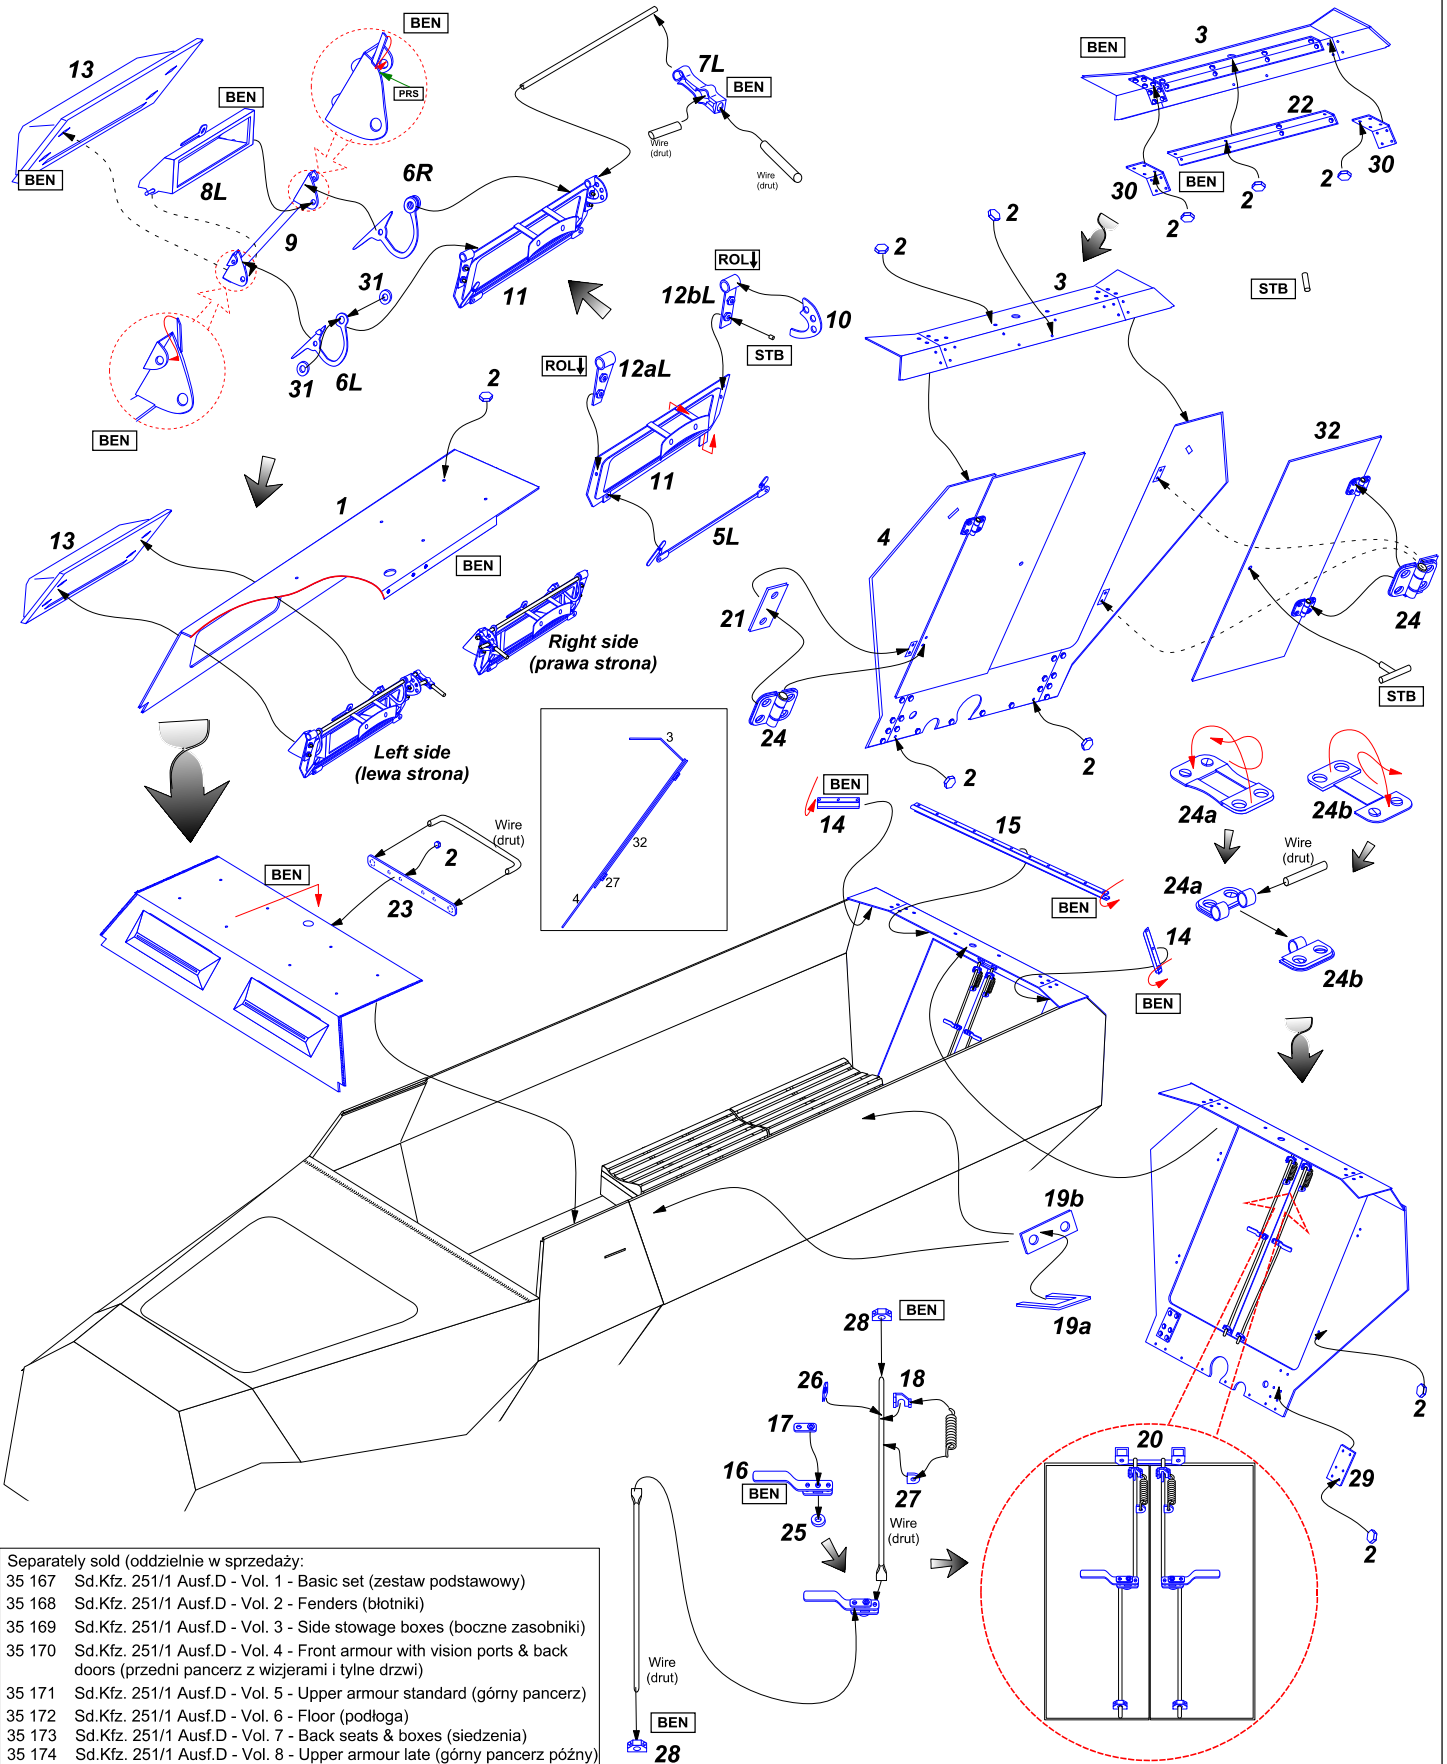 BEN
13
BEN
PRS
BEN
8L
BEN
9
6R
7L
BEN
Wire
(drut)
Wire
(drut)
11
31
31
6L
BEN
3
BEN
22
30
BEN
2
2
2
30
2
2
3
STB
ROL
12bL
10
STB
ROL
12aL
11
5L
2
1
13
BEN
Right side
(prawa strona)
Left side
(lewa strona)
4
21
24
2
2
32
24
STB
24a
24b
Wire
(drut)
24a
24b
BEN
14
15
BEN
14
BEN
3
32
27
4
BEN
Wire
(drut)
2
23
19b
19a
28
BEN
26
18
17
16
BEN
25
27
Wire
(drut)
Wire
(drut)
BEN
28
20
2
29
2
Separately sold (oddzielnie w sprzedaży:
35 167 Sd.Kfz. 251/1 Ausf.D - Vol. 1 - Basic set (zestaw podstawowy)
35 168 Sd.Kfz. 251/1 Ausf.D - Vol. 2 - Fenders (błotniki)
35 169 Sd.Kfz. 251/1 Ausf.D - Vol. 3 - Side stowage boxes (boczne zasobniki)
35 170 Sd.Kfz. 251/1 Ausf.D - Vol. 4 - Front armour with vision ports & back
doors (przedni pancerz z wizjerami i tylne drzwi)
35 171 Sd.Kfz. 251/1 Ausf.D - Vol. 5 - Upper armour standard (górny pancerz)
35 172 Sd.Kfz. 251/1 Ausf.D - Vol. 6 - Floor (podłoga)
35 173 Sd.Kfz. 251/1 Ausf.D - Vol. 7 - Back seats & boxes (siedzenia)
35 174 Sd.Kfz. 251/1 Ausf.D - Vol. 8 - Upper armour late (górny pancerz późny)